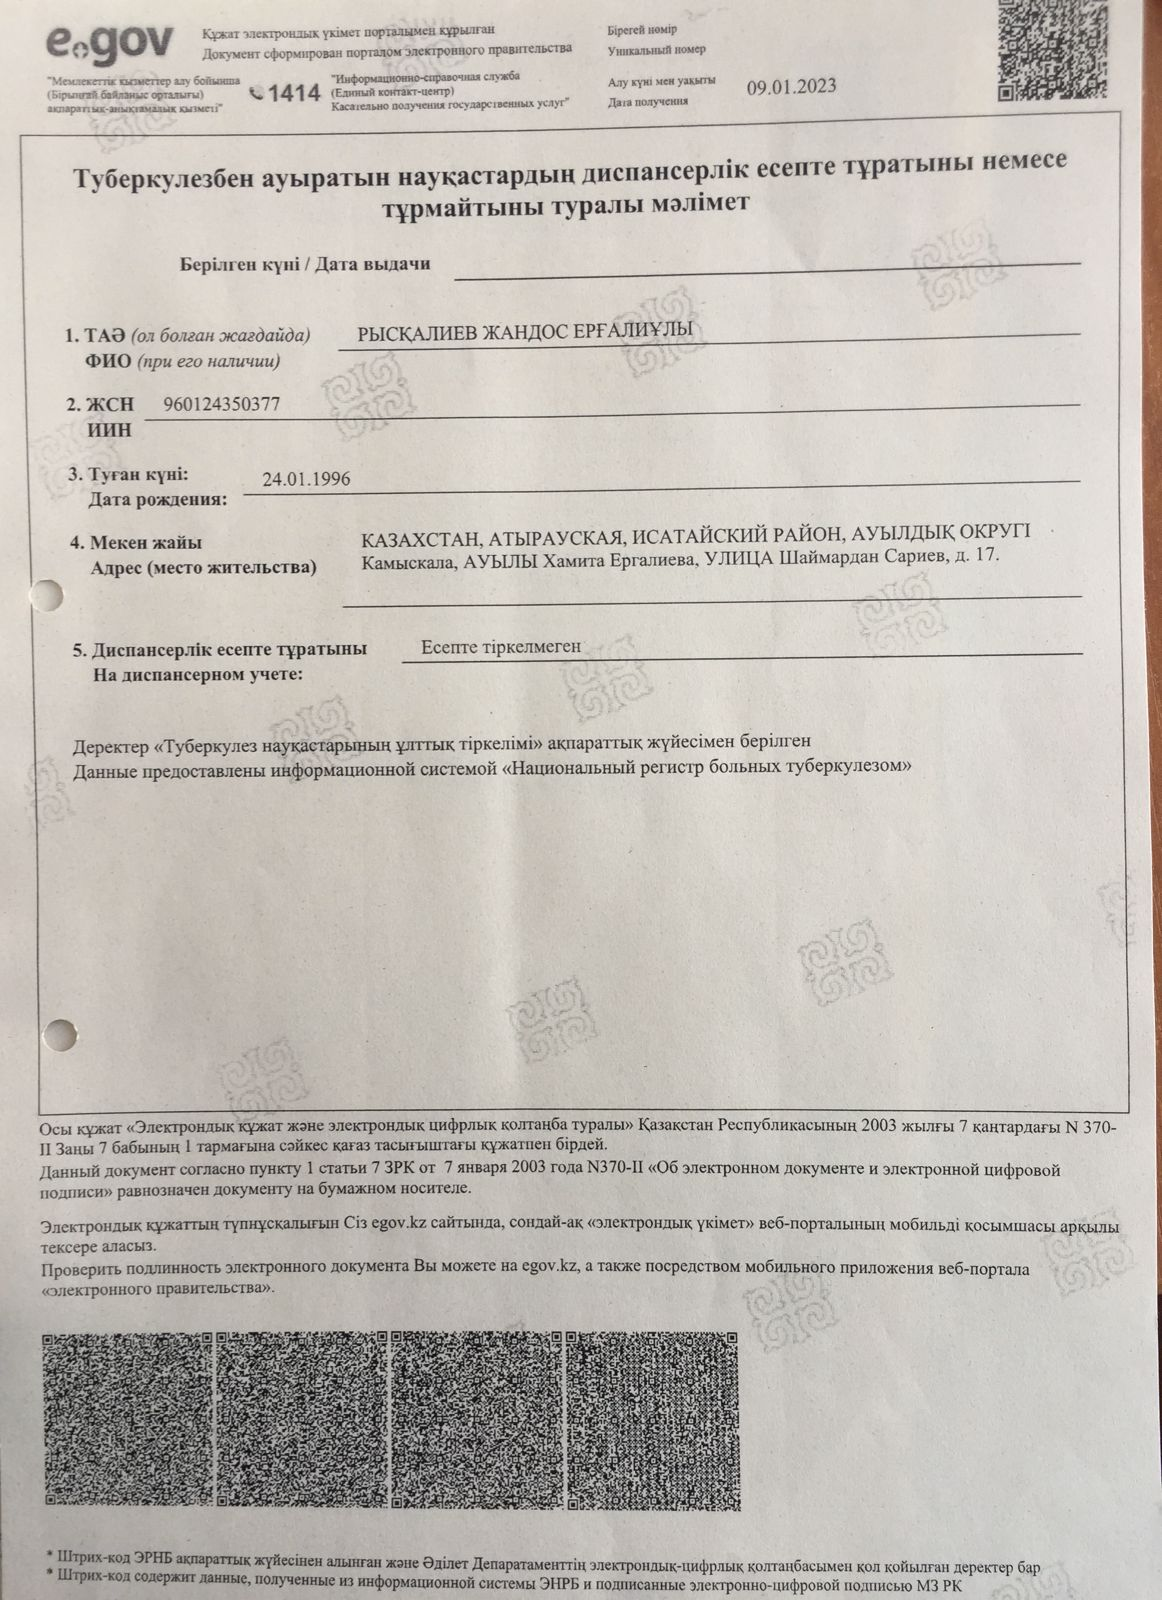 e.gov
Құжат электрондық үкімет порталымен құрылған
Документ сформирован порталом электронного правительства
"Мемлекеттік қызметтер алу бойынша
(Бірыңғай байланыс орталығы)
ақпараттық-анықтамалық қызметі"
1414
"Информационно-справочная служба
(Единый контакт-центр)
Касательно получения государственных услуг"
Бірегей нөмір
Уникальный номер
Алу күні мен уақыты
Дата получения
09.01.2023
Туберкулезбен ауыратын науқастардың диспансерлік есепте тұратыны немесе
тұрмайтыны туралы мәлімет
Берілген күні / Дата выдачи
1. ТАӘ (ол болған жағдайда) РЫСҚАЛИЕВ ЖАНДОС ЕРҒАЛИҰЛЫ
ФИО (при его наличии)
2. ЖСН 960124350377
ИИН
3. Туған күні: 24.01.1996
Дата рождения:
4. Мекен жайы КАЗАХСТАН, АТЫРАУСКАЯ, ИСАТАЙСКИЙ РАЙОН, АУЫЛДЫҚ ОКРУГІ
Адрес (место жительства) Камыскала, АУЫЛЫ Хамита Ергалиева, УЛИЦА Шаймардан Сариев, д. 17.
5. Диспансерлік есепте тұратыны Есепте тіркелмеген
На диспансерном учете:
Деректер «Туберкулез науқастарының ұлттық тіркелімі» ақпараттық жүйесімен берілген
Данные предоставлены информационной системой «Национальный регистр больных туберкулезом»
Осы құжат «Электрондық құжат және электрондық цифрлық қолтаңба туралы» Қазақстан Республикасының 2003 жылғы 7 қаңтардағы N 370-
II Заңы 7 бабының 1 тармағына сәйкес қағаз тасығыштағы құжатпен бірдей.
Данный документ согласно пункту 1 статьи 7 ЗРК от 7 января 2003 года N370-II «Об электронном документе и электронной цифровой
подписи» равнозначен документу на бумажном носителе.
Электрондық құжаттың түпнұсқалығын Сіз egov.kz сайтында, сондай-ақ «электрондық үкімет» веб-порталының мобильді қосымшасы арқылы
тексере аласыз.
Проверить подлинность электронного документа Вы можете на egov.kz, а также посредством мобильного приложения веб-портала
«электронного правительства».
* Штрих-код ЭРНБ ақпараттық жүйесінен алынған және Әділет Департаментінің электрондық-цифрлық қолтаңбасымен қол қойылған деректер бар
* Штрих-код содержит данные, полученные из информационной системы ЭНРБ и подписанные электронно-цифровой подписью МЗ РК